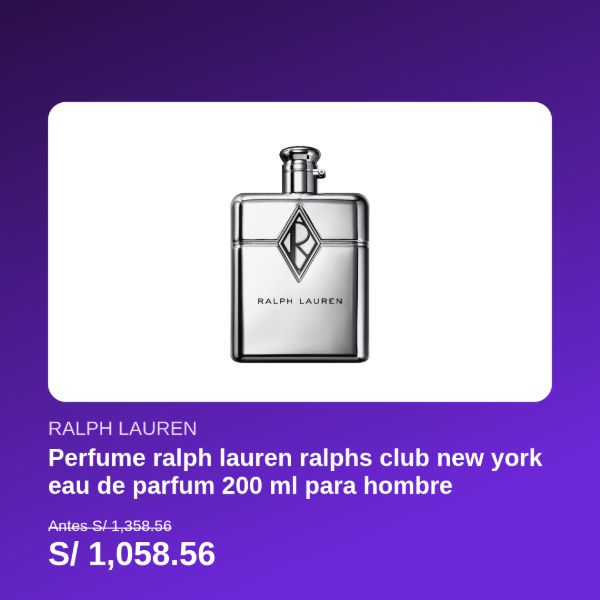 R
RALPH LAUREN
RALPH LAUREN
Perfume ralph lauren ralphs club new york
eau de parfum 200 ml para hombre
Antes S/ 1,358.56
S/ 1,058.56